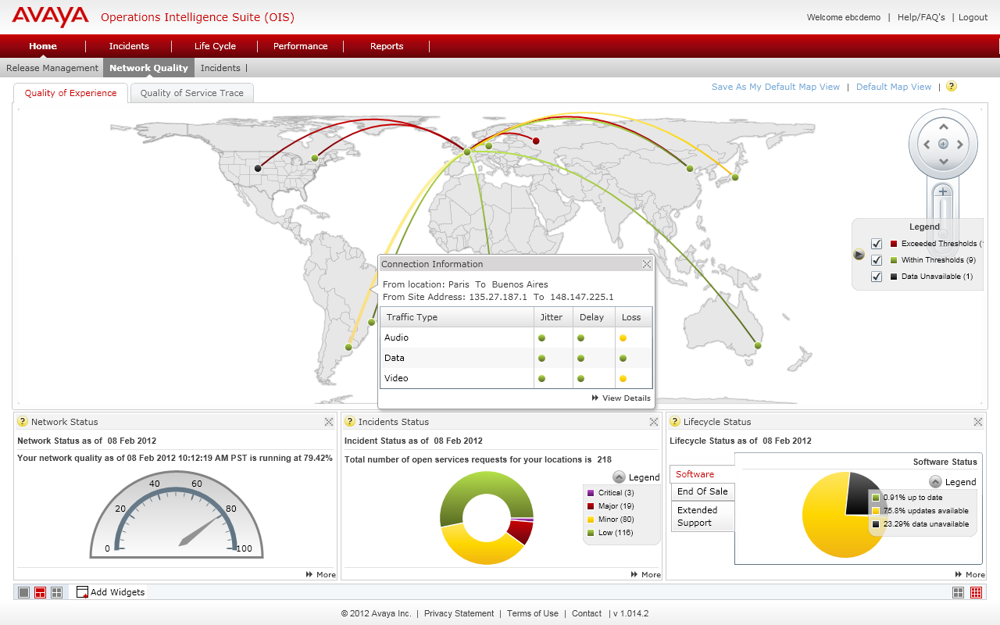 AVAYA Operations Intelligence Suite (OIS)
Welcome ebcdemo | Help/FAQ's | Logout
Home | Incidents | Life Cycle | Performance | Reports |
Release Management Network Quality Incidents |
Quality of Experience Quality of Service Trace
Save As My Default Map View | Default Map View | ?
Legend
Exceeded Thresholds (
Within Thresholds (9)
Data Unavailable (1)
Connection Information
From location: Paris To Buenos Aires
From Site Address: 135.27.187.1 To 148.147.225.1
Traffic Type Jitter Delay Loss
Audio
Data
Video
View Details
? Network Status
Network Status as of 08 Feb 2012
Your network quality as of 08 Feb 2012 10:12:19 AM PST is running at 79.42%
0 20 40 60 80 100
More
? Incidents Status
Incident Status as of 08 Feb 2012
Total number of open services requests for your locations is 218
Legend
Critical (3)
Major (19)
Minor (80)
Low (116)
More
? Lifecycle Status
Lifecycle Status as of 08 Feb 2012
Software
End Of Sale
Extended
Support
Software Status
Legend
0.91% up to date
75.8% updates available
23.29% data unavailable
More
Add Widgets
© 2012 Avaya Inc. | Privacy Statement | Terms of Use | Contact | v 1.014.2